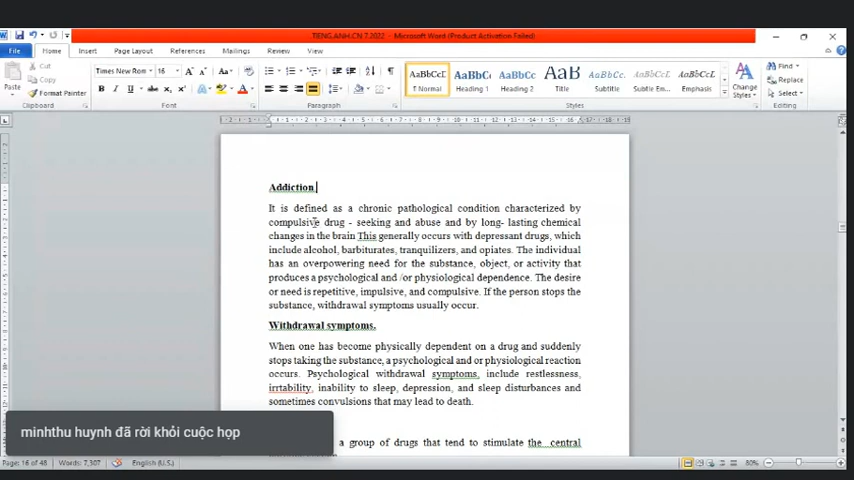 TIENG.ANH.CN 7.2022 - Microsoft Word (Product Activation Failed)
File Home Insert Page Layout References Mailings Review View
Paste
Cut
Copy
Format Painter
Clipboard
Times New Rom 16
Font
Paragraph
AaBbCcI AaBbC AaBbCc AaB AaBbCc. AaBbCcI AaBbCcI
¶ Normal Heading 1 Heading 2 Title Subtitle Subtle Em... Emphasis
Styles
Change Styles
Find
Replace
Select
Editing
Addiction
It is defined as a chronic pathological condition characterized by
compulsive drug - seeking and abuse and by long- lasting chemical
changes in the brain This generally occurs with depressant drugs, which
include alcohol, barbiturates, tranquilizers, and opiates. The individual
has an overpowering need for the substance, object, or activity that
produces a psychological and /or physiological dependence. The desire
or need is repetitive, impulsive, and compulsive. If the person stops the
substance, withdrawal symptoms usually occur.
Withdrawal symptoms.
When one has become physically dependent on a drug and suddenly
stops taking the substance, a psychological and or physiological reaction
occurs. Psychological withdrawal symptoms, include restlessness,
irrtability, inability to sleep, depression, and sleep disturbances and
sometimes convulsions that may lead to death.
a group of drugs that tend to stimulate the central
minhthu huynh đã rời khỏi cuộc họp
Page: 16 of 48 Words: 7,307 English (U.S.) 80%